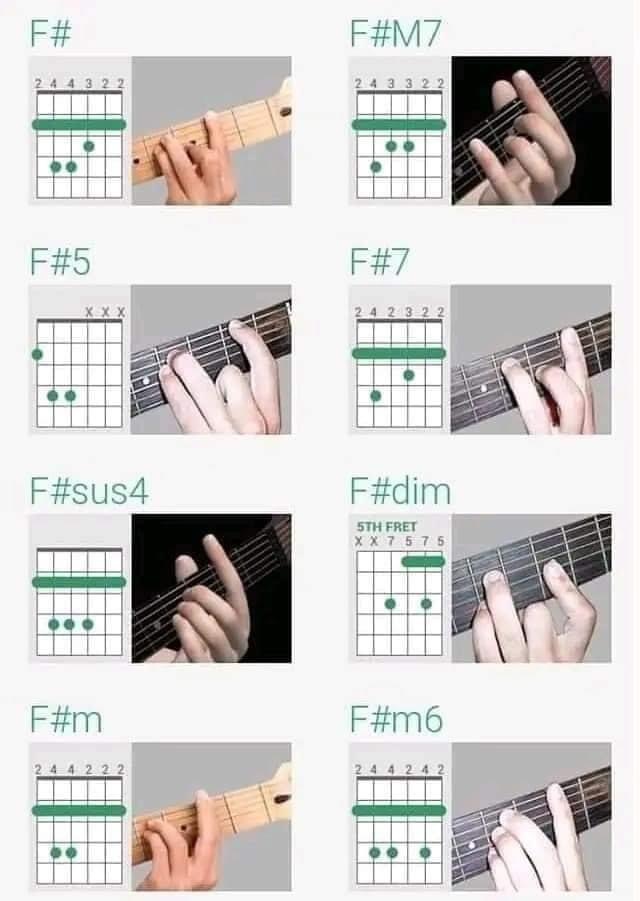 F#
2 4 4 3 2 2
F#M7
2 4 3 3 2 2
F#5
X X X
F#7
2 4 2 3 2 2
F#sus4
F#dim
5TH FRET
X X 7 5 7 5
F#m
2 4 4 2 2 2
F#m6
2 4 4 2 4 2